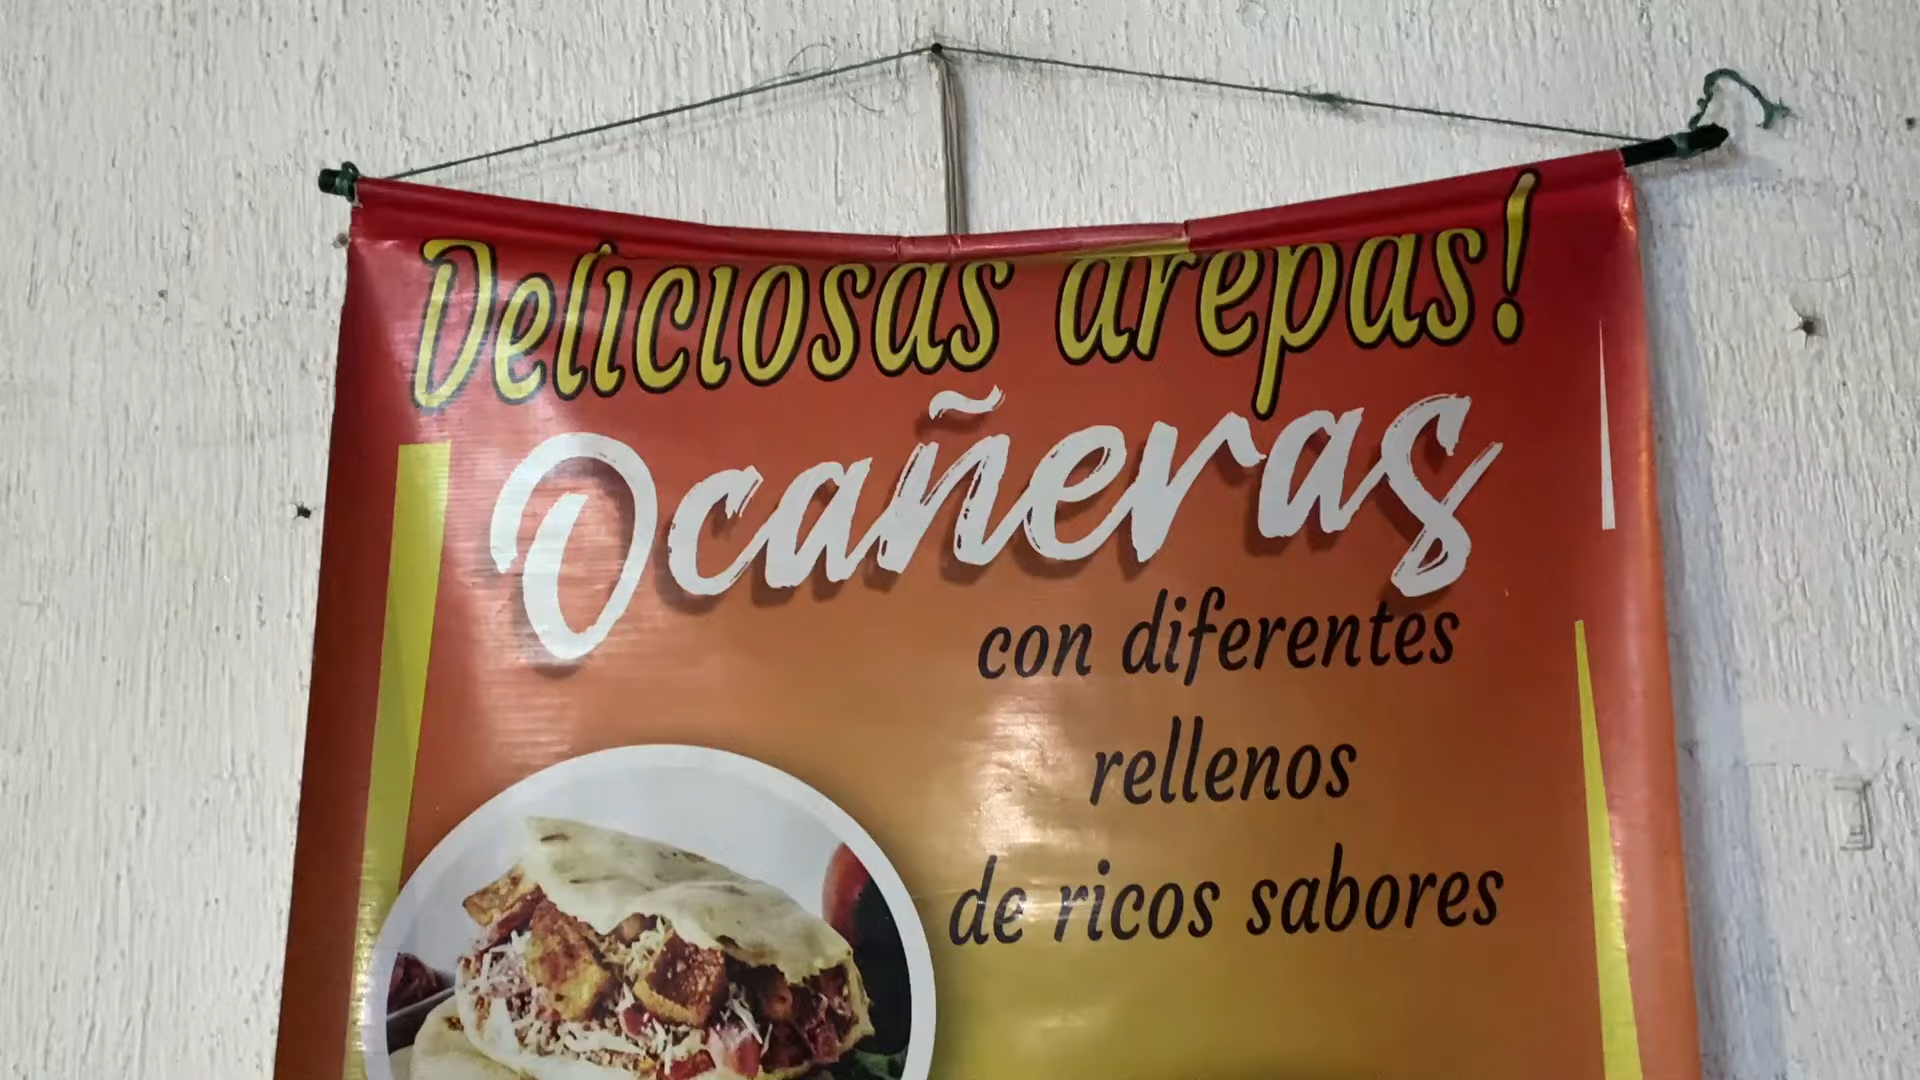 Deliciosas arepas!
Ocañeras
con diferentes
rellenos
de ricos sabores